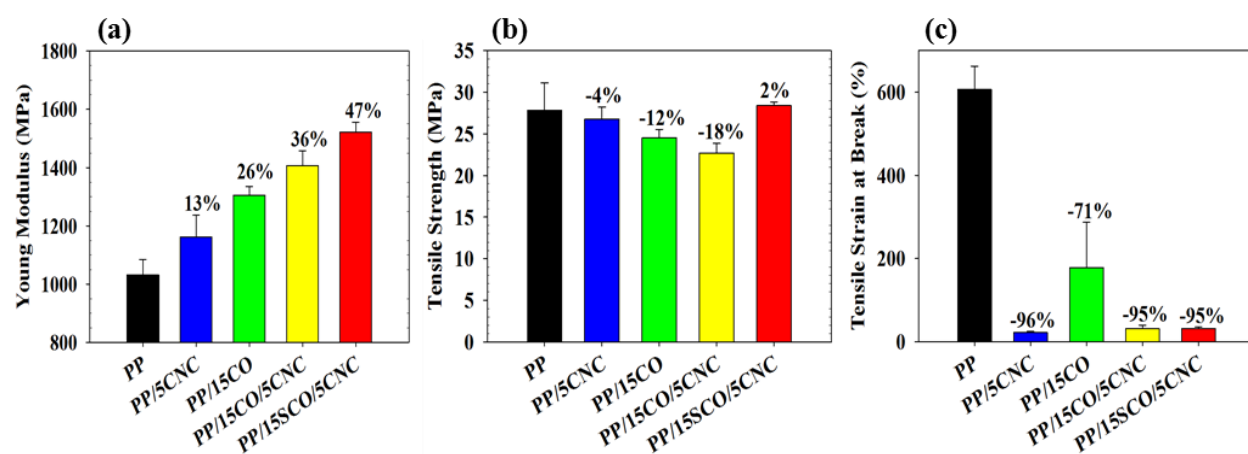 (a)
Young Modulus (MPa)
1800
1600
1400
1200
1000
800
13%
26%
36%
47%
PP
PP/5CNC
PP/15CO
PP/15CO/5CNC
PP/15SCO/5CNC
(b)
Tensile Strength (MPa)
35
30
25
20
15
10
5
0
-4%
-12%
-18%
2%
PP
PP/5CNC
PP/15CO
PP/15CO/5CNC
PP/15SCO/5CNC
(c)
Tensile Strain at Break (%)
600
400
200
0
-96%
-71%
-95%
-95%
PP
PP/5CNC
PP/15CO
PP/15CO/5CNC
PP/15SCO/5CNC